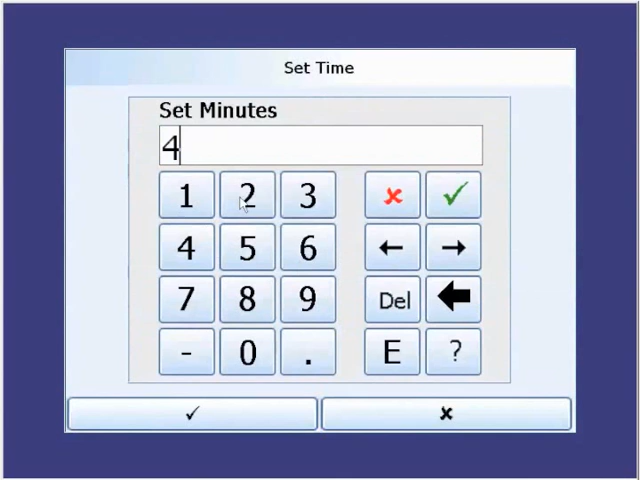 Set Time
Set Minutes
4
1 2 3
4 5 6
7 8 9 Del
- 0 . E ?